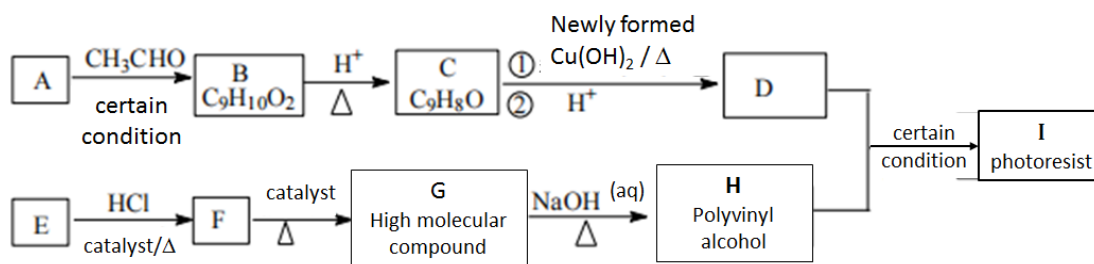 A
CH₃CHO
certain
condition
B
C₉H₁₀O₂
H⁺
Δ
C
C₉H₈O
Newly formed
① Cu(OH)₂ / Δ
② H⁺
D
certain
condition
I
photoresist
E
HCl
catalyst/Δ
F
catalyst
Δ
G
High molecular
compound
NaOH (aq)
Δ
H
Polyvinyl
alcohol